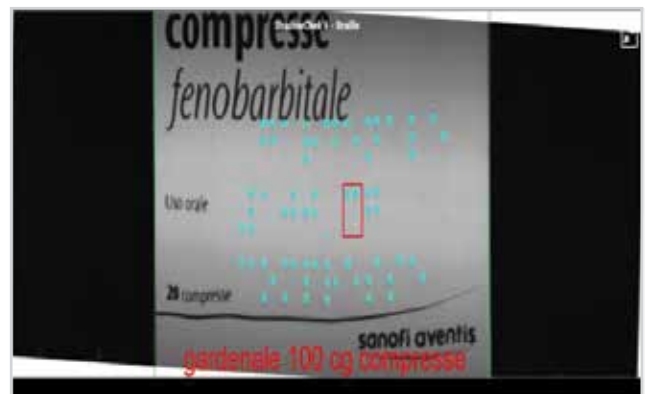 compresse
fenobarbitale
Uso orale
20 compresse
sanofi aventis
gardenale 100 cg compresse